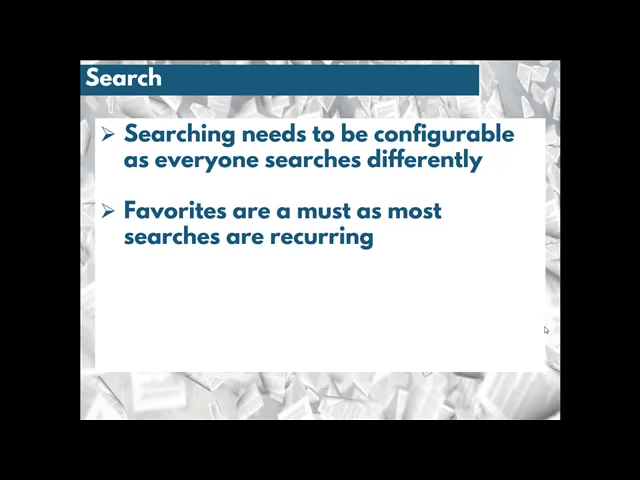 Search
➢ Searching needs to be configurable
as everyone searches differently
➢ Favorites are a must as most
searches are recurring